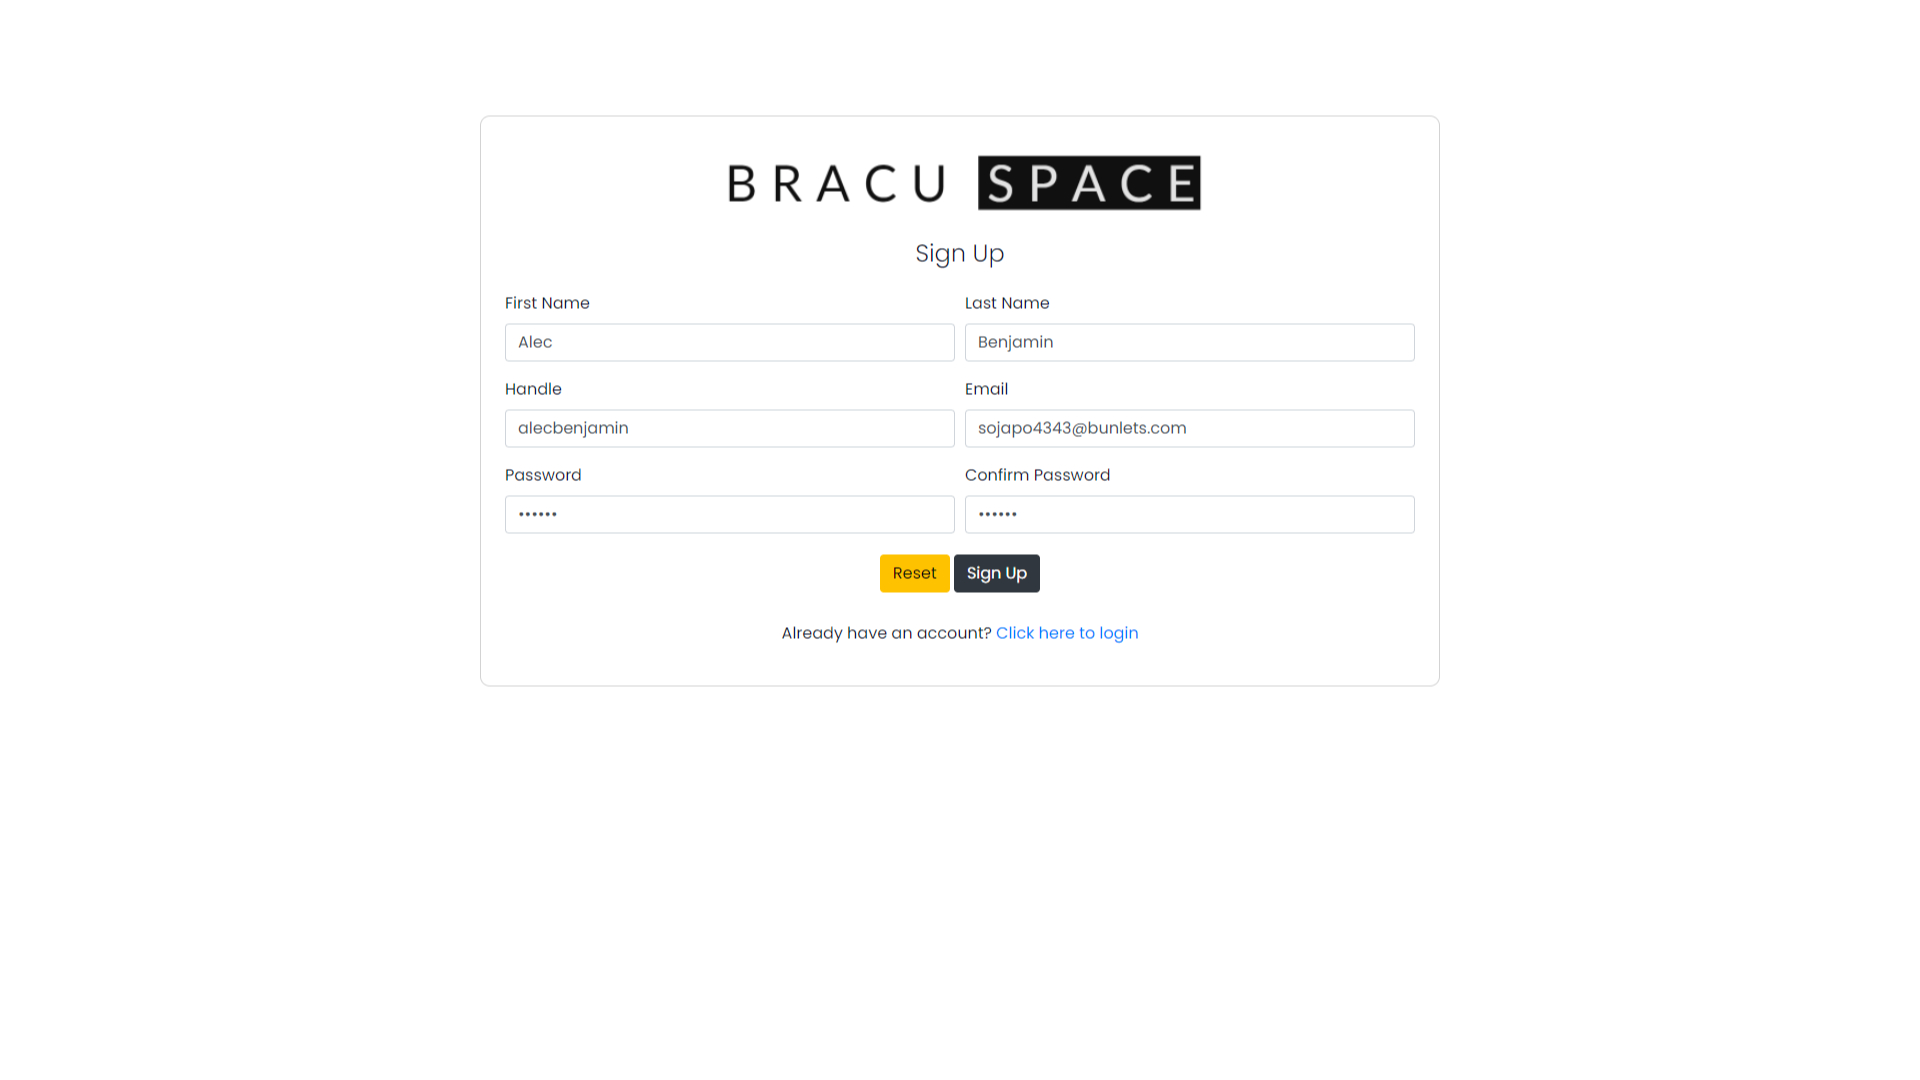 BRACU SPACE
Sign Up
First Name Last Name
Alec Benjamin
Handle Email
alecbenjamin sojapo4343@bunlets.com
Password Confirm Password
•••••• ••••••
Reset Sign Up
Already have an account? Click here to login